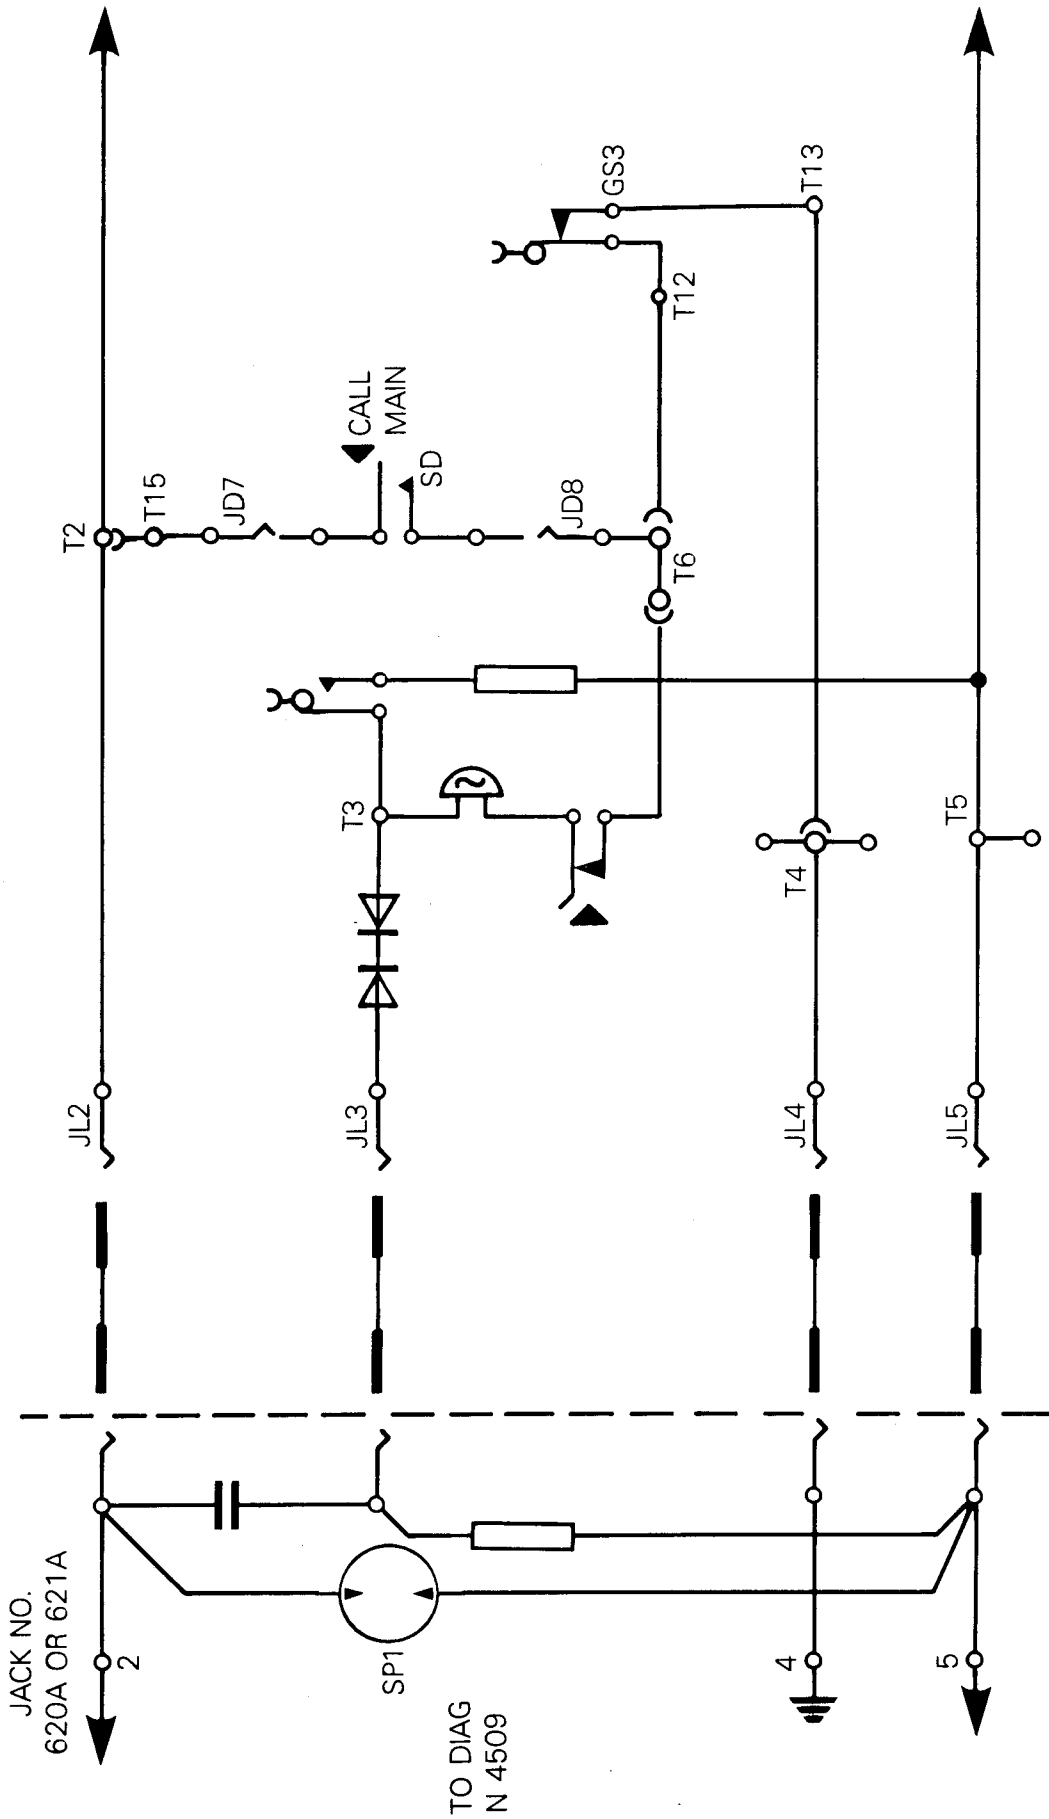 JACK NO.
620A OR 621A
2
SP1
4
5
TO DIAG
N 4509
JL2
JL3
JL4
JL5
T2
T15
JD7
CALL
MAIN
SD
JD8
T6
T12
GS3
T13
T3
T4
T5